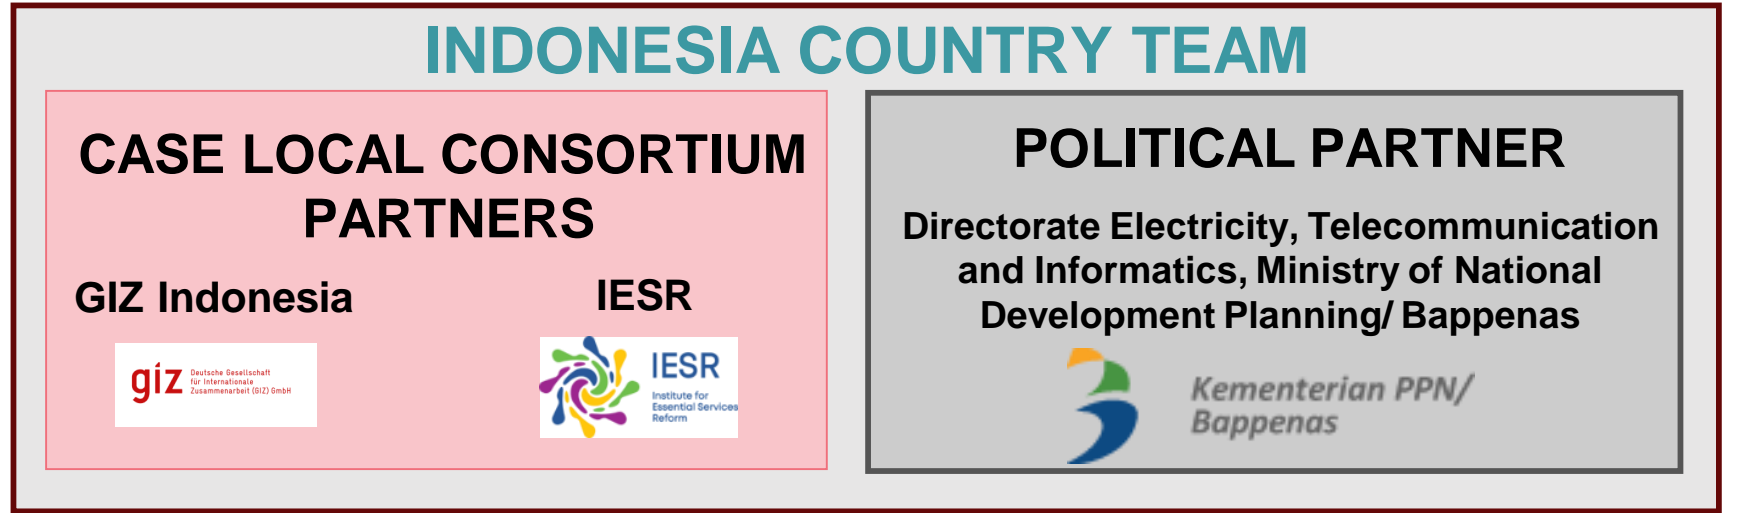 INDONESIA COUNTRY TEAM
CASE LOCAL CONSORTIUM
PARTNERS
GIZ Indonesia
IESR
giz
Deutsche Gesellschaft
für Internationale
Zusammenarbeit (GIZ) GmbH
IESR
Institute for
Essential Services
Reform
POLITICAL PARTNER
Directorate Electricity, Telecommunication
and Informatics, Ministry of National
Development Planning/ Bappenas
Kementerian PPN/
Bappenas